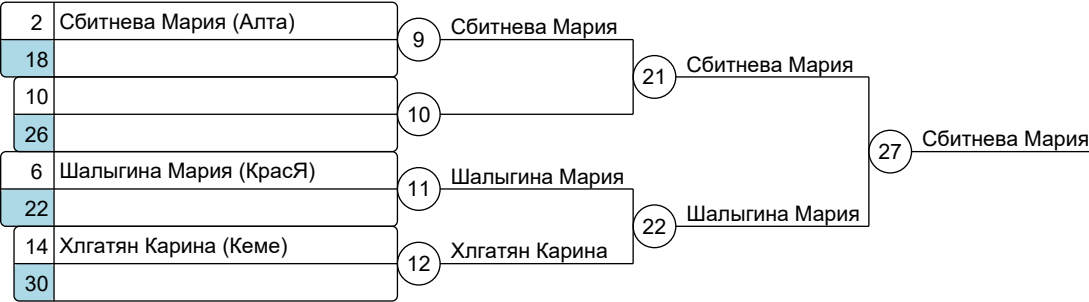 2 Сбитнева Мария (Алта)
18
10
26
6 Шалыгина Мария (КрасЯ)
22
14 Хлгатян Карина (Кеме)
30
9 Сбитнева Мария
10
11 Шалыгина Мария
12 Хлгатян Карина
21 Сбитнева Мария
22 Шалыгина Мария
27 Сбитнева Мария